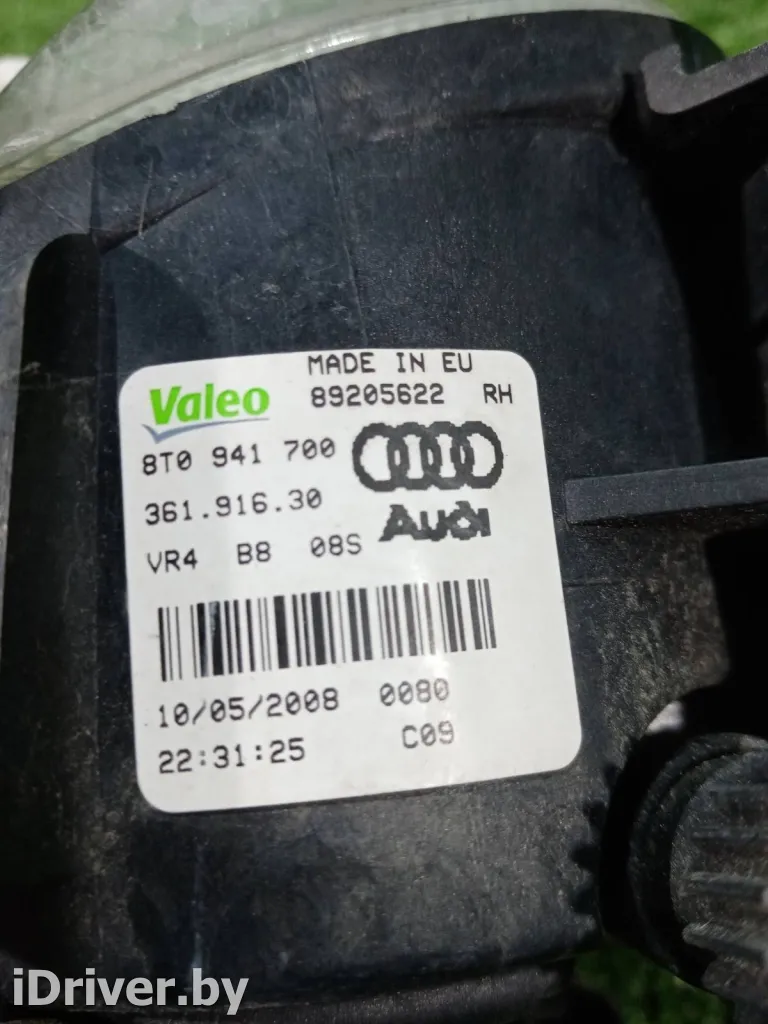 MADE IN EU
Valeo 89205622 RH
8T0 941 700
361.916.30
Audi
VR4 B8 08S
10/05/2008 0080
22:31:25 C09
iDriver.by